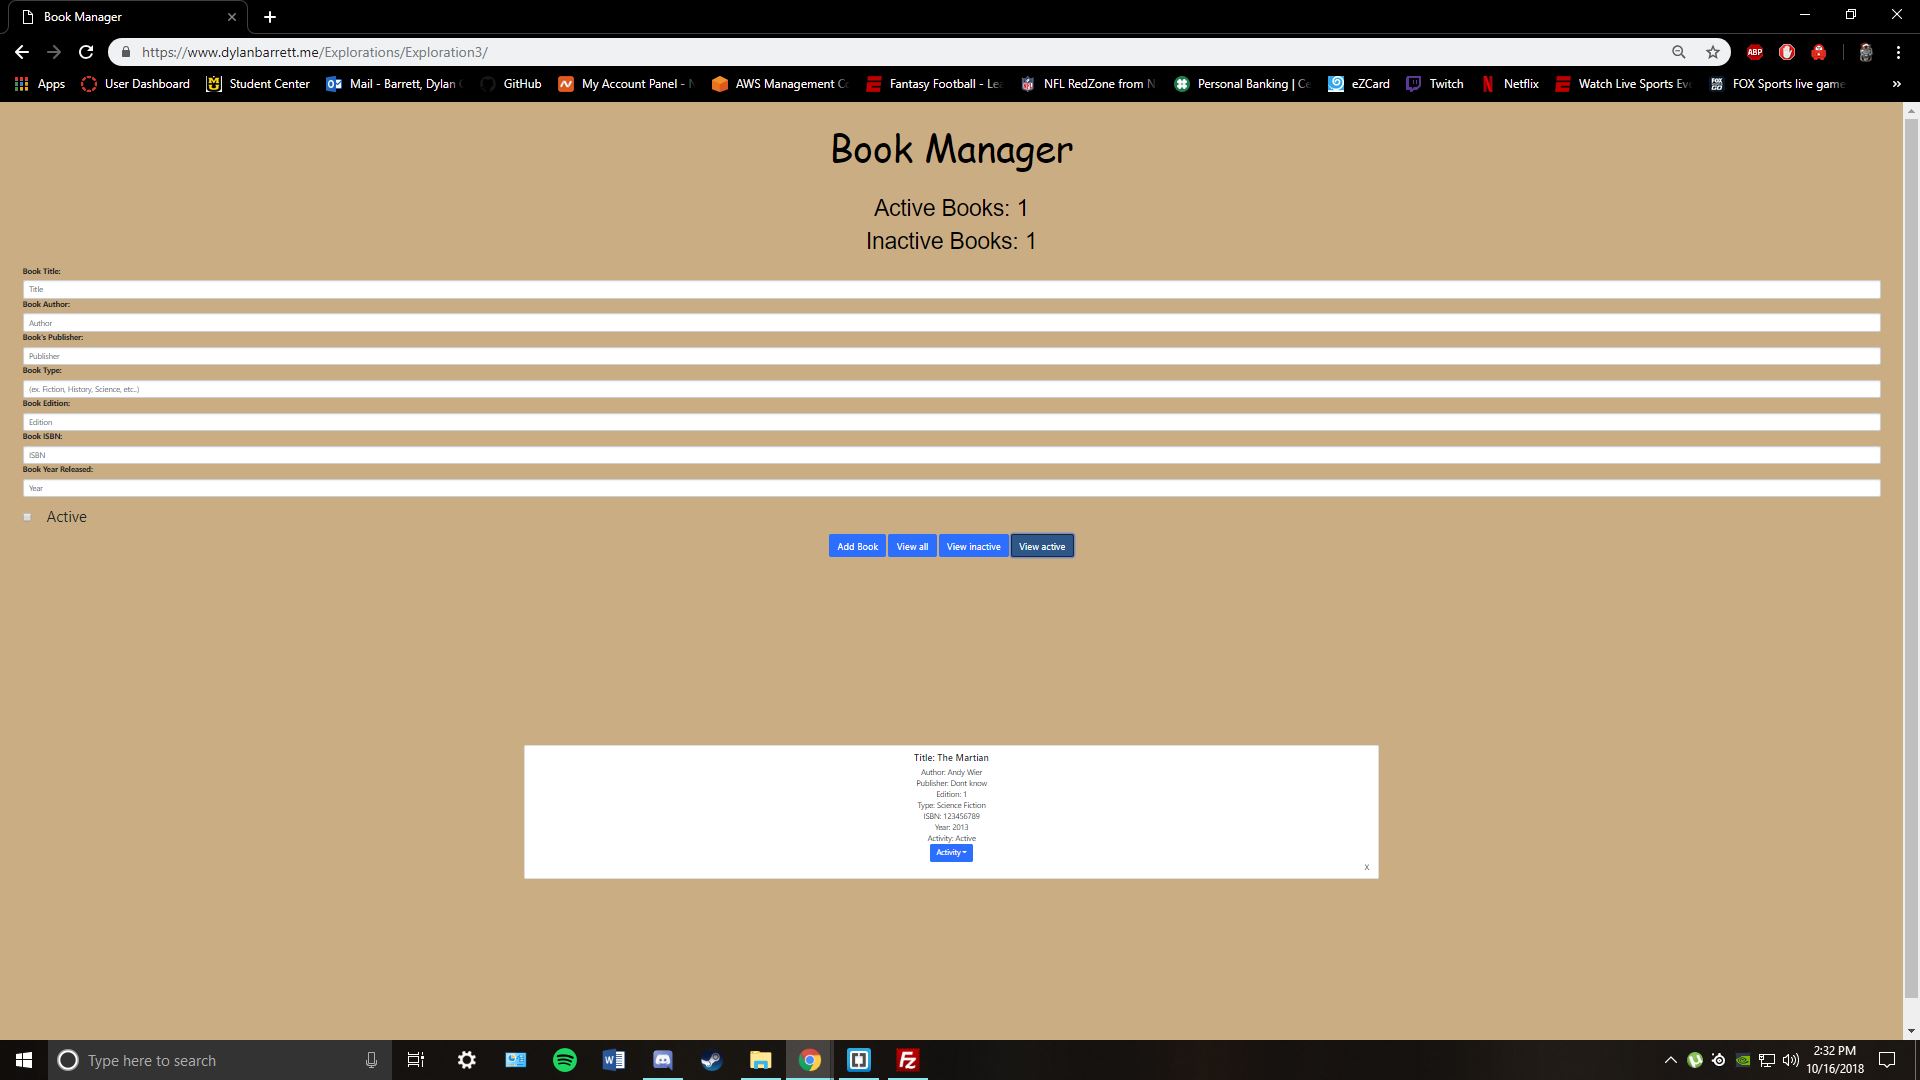 Book Manager
https://www.dylanbarrett.me/Explorations/Exploration3/
ABP
Apps User Dashboard Student Center Mail - Barrett, Dylan GitHub My Account Panel - AWS Management Fantasy Football - NFL RedZone from Personal Banking | eZCard Twitch Netflix Watch Live Sports FOX Sports live game »
Book Manager
Active Books: 1
Inactive Books: 1
Book Title:
Title
Book Author:
Author
Book's Publisher:
Publisher
Book Type:
(ex. Fiction, History, Science, etc..)
Book Edition:
Edition
Book ISBN:
ISBN
Book Year Released:
Year
Active
Add Book View all View inactive View active
Title: The Martian
Author: Andy Wier
Publisher: Dont know
Edition: 1
Type: Science Fiction
ISBN: 123456789
Year: 2013
Activity: Active
Activity
x
Type here to search
2:32 PM
10/16/2018